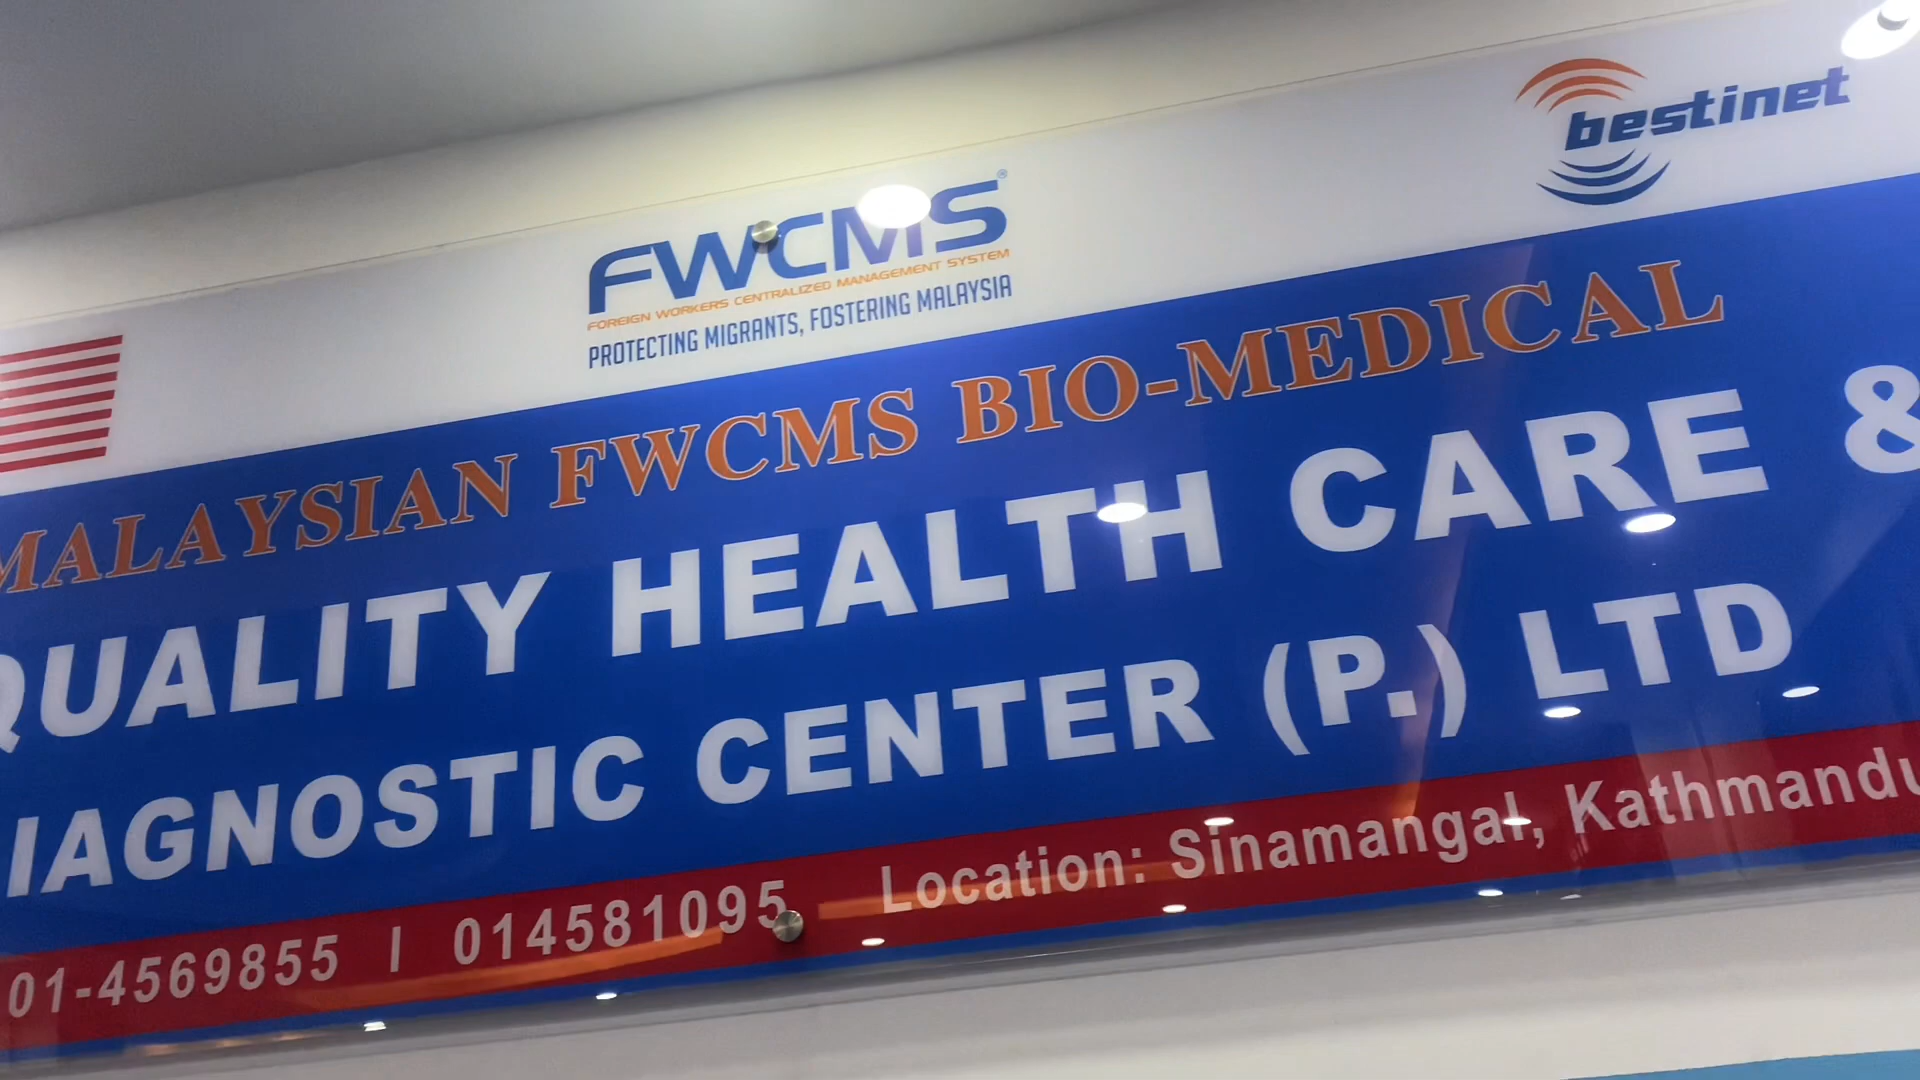 bestinet
FWCMS®
FOREIGN WORKERS CENTRALIZED MANAGEMENT SYSTEM
PROTECTING MIGRANTS, FOSTERING MALAYSIA
MALAYSIAN FWCMS BIO-MEDICAL
QUALITY HEALTH CARE &
IAGNOSTIC CENTER (P.) LTD
01-4569855 | 014581095 Location: Sinamangal, Kathmandu